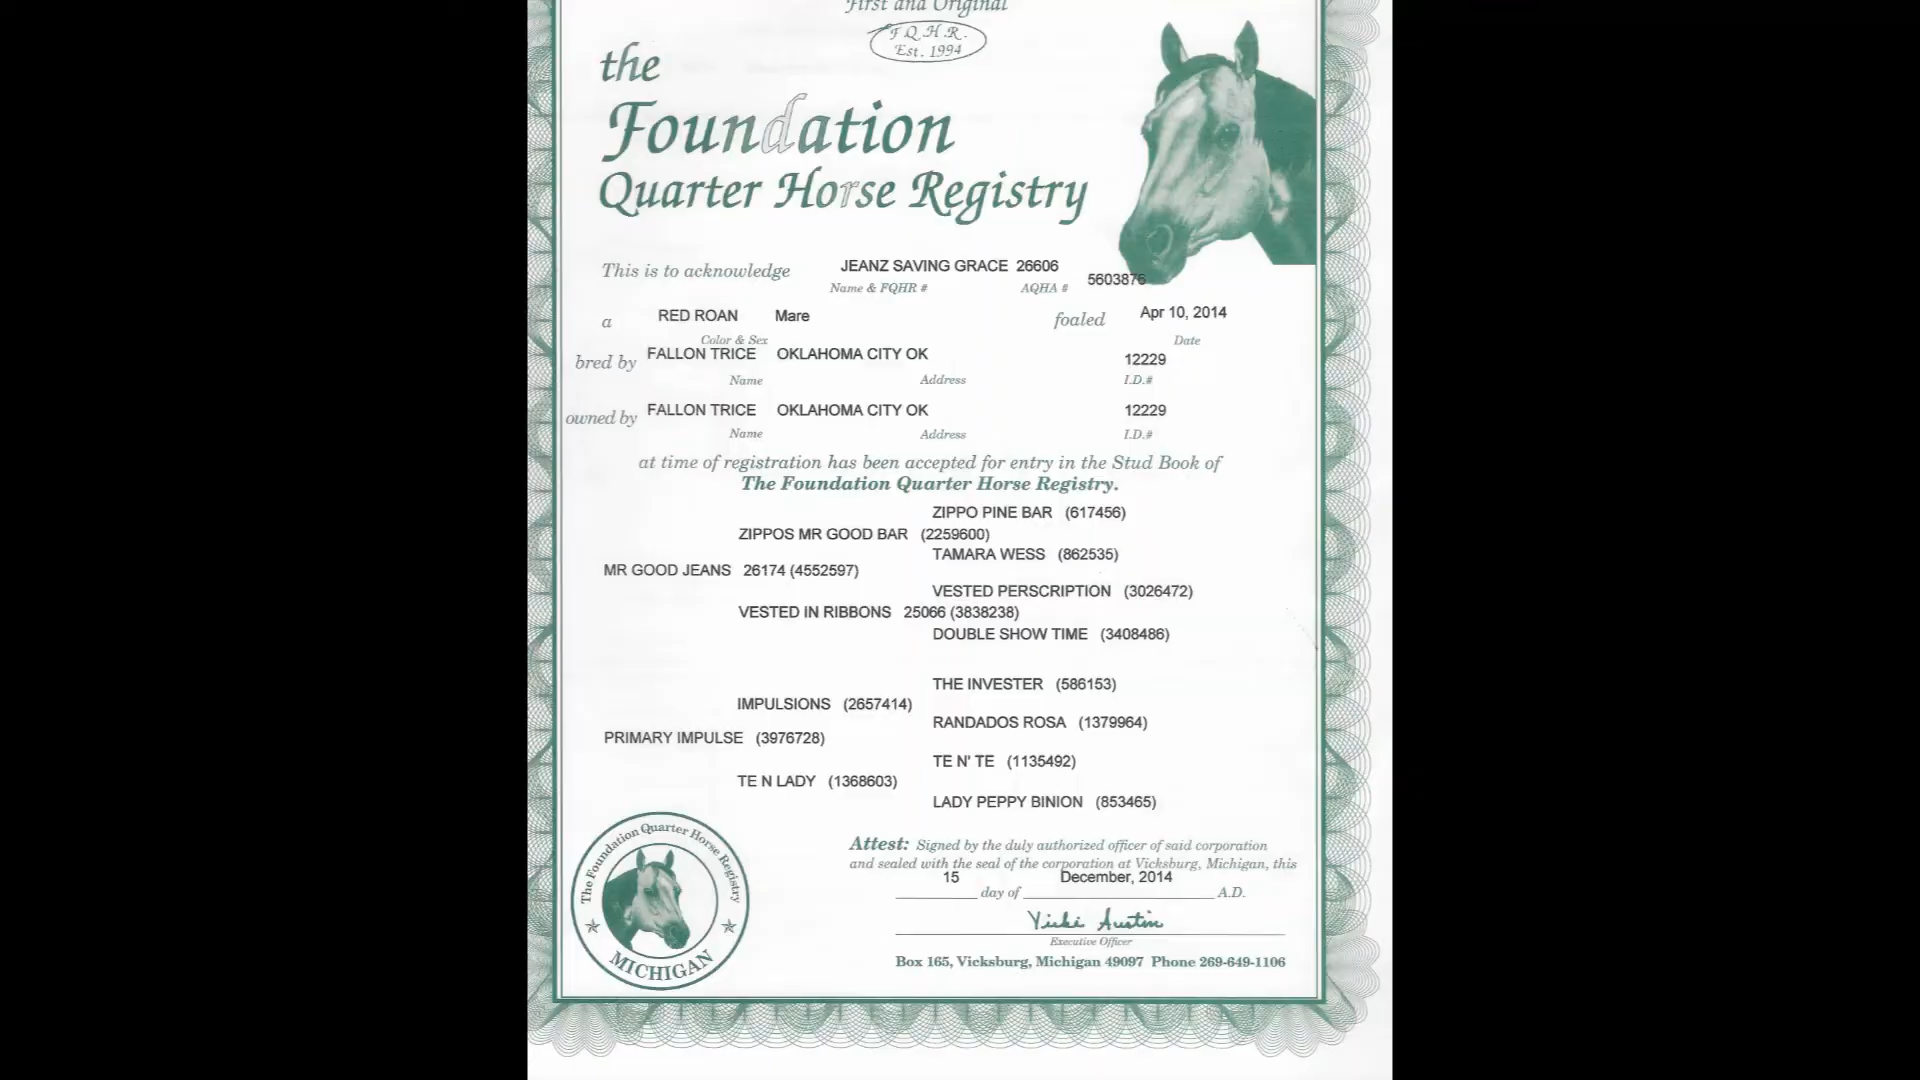 First and Original
F.Q.H.R.
Est. 1994
the
Foundation
Quarter Horse Registry
This is to acknowledge JEANZ SAVING GRACE 26606 5603876
Name & FQHR # AQHA #
a RED ROAN Mare foaled Apr 10, 2014
Color & Sex Date
bred by FALLON TRICE OKLAHOMA CITY OK 12229
Name Address I.D.#
owned by FALLON TRICE OKLAHOMA CITY OK 12229
Name Address I.D.#
at time of registration has been accepted for entry in the Stud Book of
The Foundation Quarter Horse Registry.
ZIPPO PINE BAR (617456)
ZIPPOS MR GOOD BAR (2259600)
TAMARA WESS (862535)
MR GOOD JEANS 26174 (4552597)
VESTED PERSCRIPTION (3026472)
VESTED IN RIBBONS 25066 (3838238)
DOUBLE SHOW TIME (3408486)
THE INVESTER (586153)
IMPULSIONS (2657414)
RANDADOS ROSA (1379964)
PRIMARY IMPULSE (3976728)
TE N' TE (1135492)
TE N LADY (1368603)
LADY PEPPY BINION (853465)
The Foundation Quarter Horse Registry
MICHIGAN
Attest: Signed by the duly authorized officer of said corporation
and sealed with the seal of the corporation at Vicksburg, Michigan, this
15 day of December, 2014 A.D.
Vicki Austin
Executive Officer
Box 165, Vicksburg, Michigan 49097 Phone 269-649-1106